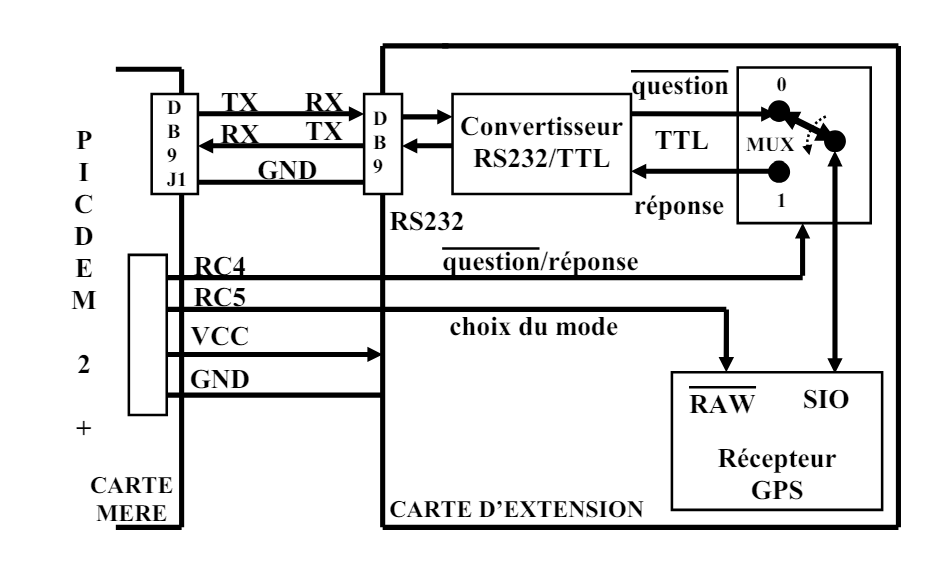 PICDEM 2 +
CARTE
MERE
D
B
9
J1
TX RX
RX TX
GND
D
B
9
RS232
Convertisseur
RS232/TTL
question
TTL
réponse
0
MUX
1
RC4
question/réponse
RC5
choix du mode
VCC
GND
RAW SIO
Récepteur
GPS
CARTE D'EXTENSION